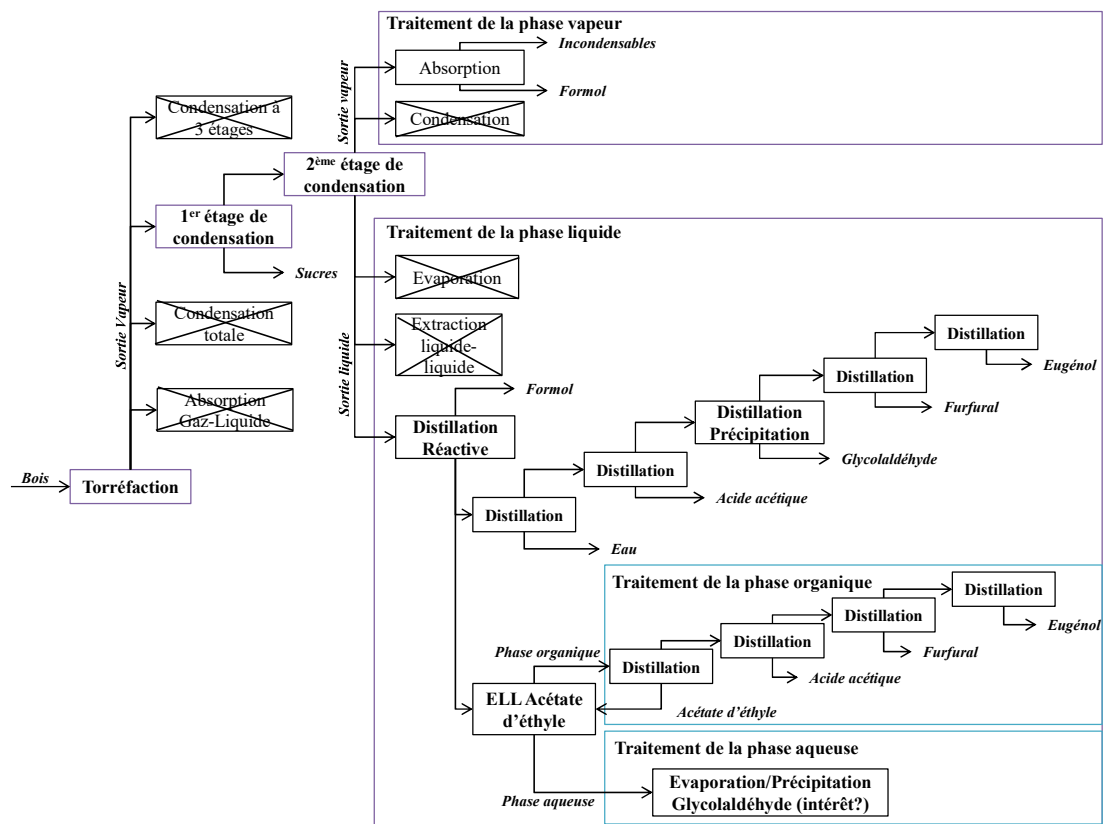 Traitement de la phase vapeur
Incondensables
Absorption
Formol
Condensation
Sortie vapeur
Condensation à
3 étages
2ème étage de
condensation
1er étage de
condensation
Sucres
Sortie Vapeur
Condensation
totale
Absorption
Gaz-Liquide
Bois
Torréfaction
Sortie liquide
Traitement de la phase liquide
Evaporation
Extraction
liquide-
liquide
Formol
Distillation
Réactive
Distillation
Eau
Distillation
Acide acétique
Distillation
Précipitation
Glycolaldéhyde
Distillation
Furfural
Distillation
Eugénol
Traitement de la phase organique
Phase organique
Distillation
Distillation
Distillation
Distillation
Eugénol
Furfural
Acide acétique
Acétate d'éthyle
ELL Acétate
d'éthyle
Phase aqueuse
Traitement de la phase aqueuse
Evaporation/Précipitation
Glycolaldéhyde (intérêt?)